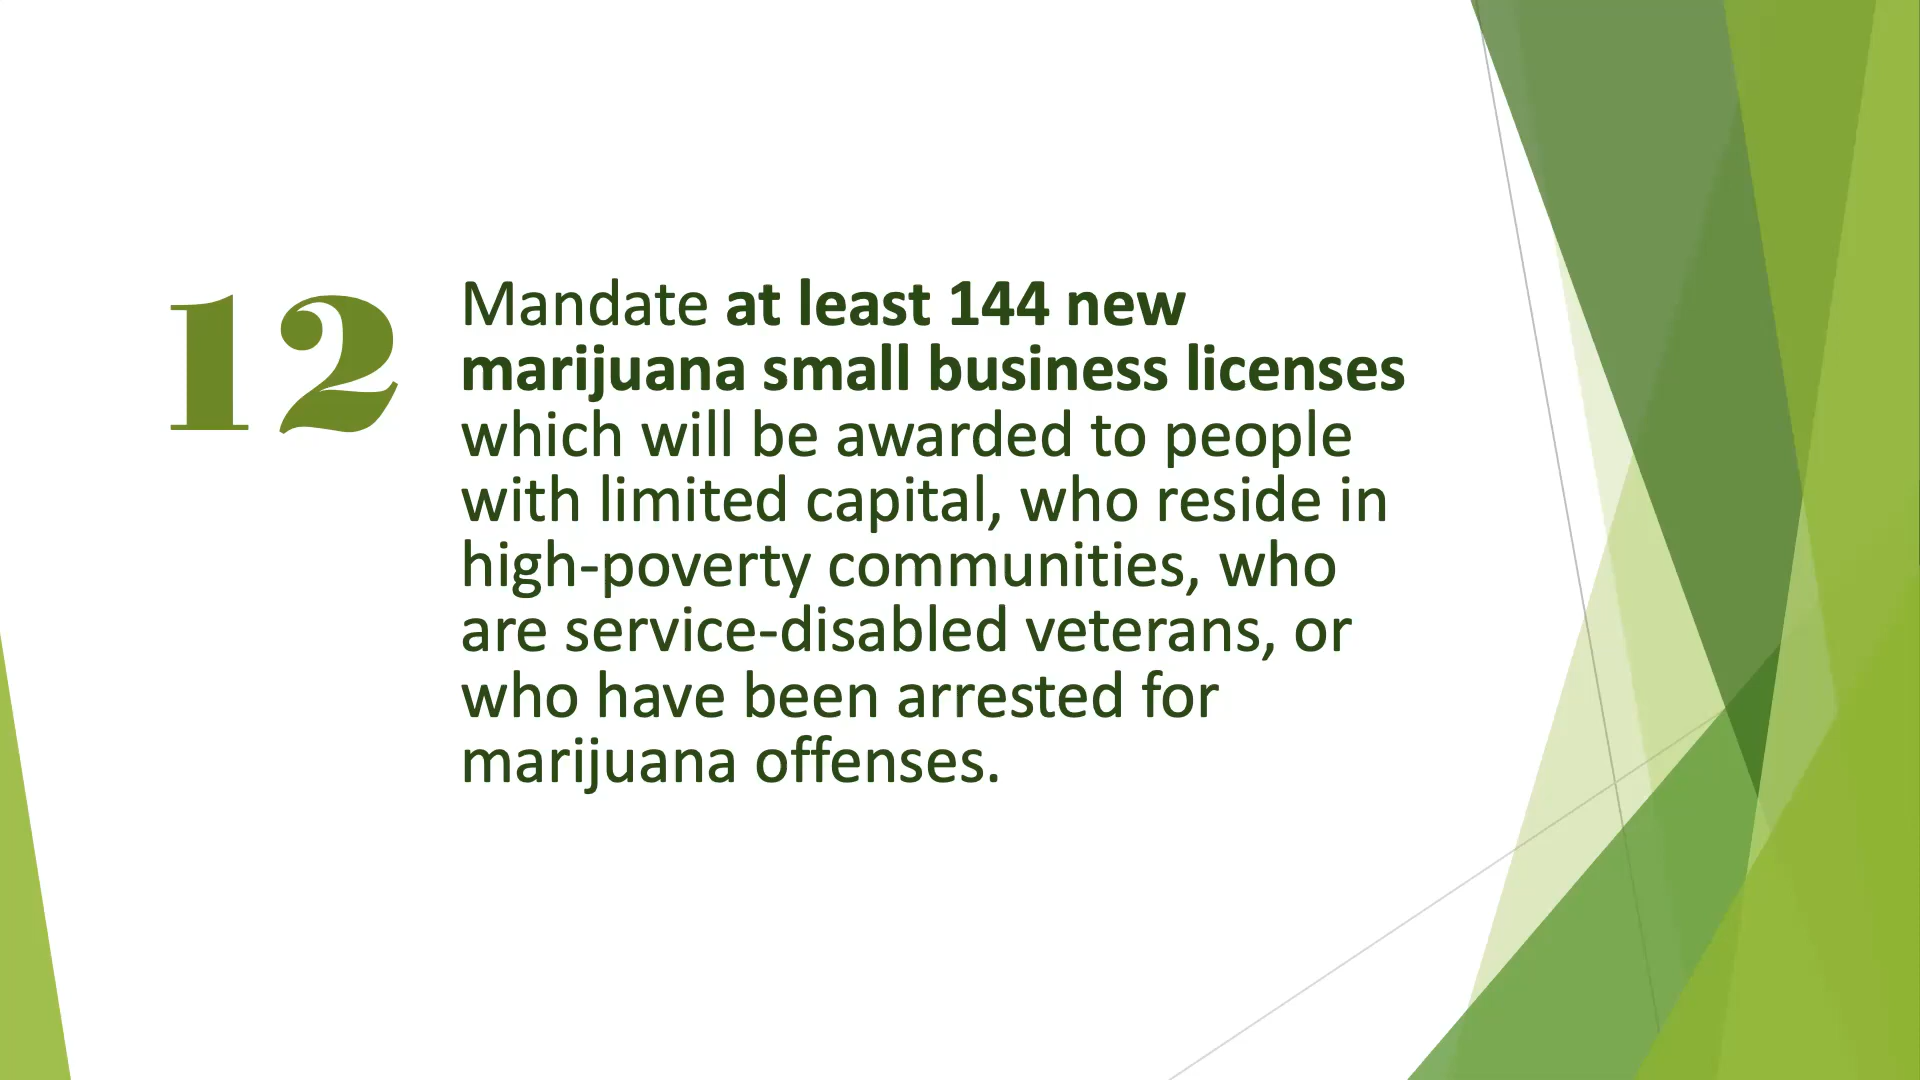 12
Mandate at least 144 new
marijuana small business licenses
which will be awarded to people
with limited capital, who reside in
high-poverty communities, who
are service-disabled veterans, or
who have been arrested for
marijuana offenses.